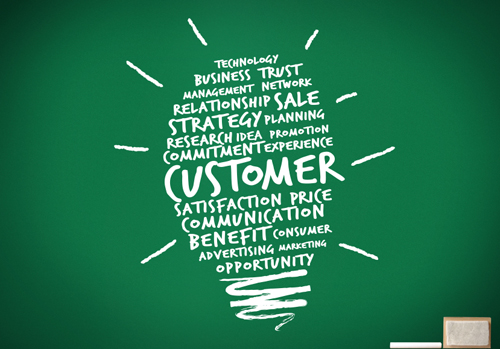 TECHNOLOGY
BUSINESS TRUST
MANAGEMENT NETWORK
RELATIONSHIP SALE
STRATEGY PLANNING
RESEARCH IDEA PROMOTION
COMMITMENT EXPERIENCE
CUSTOMER
SATISFACTION PRICE
COMMUNICATION
BENEFIT CONSUMER
ADVERTISING MARKETING
OPPORTUNITY